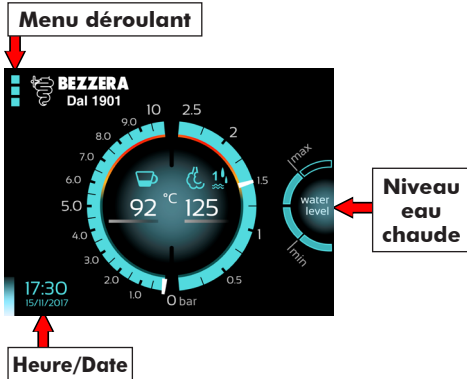 Menu déroulant
BEZZERA
Dal 1901
10
9.0
8.0
7.0
6.0
5.0
4.0
3.0
2.0
1.0
0 bar
2.5
2
1.5
1
0.5
92 °C 125
1
max
water
level
min
Niveau
eau
chaude
17:30
15/11/2017
Heure/Date